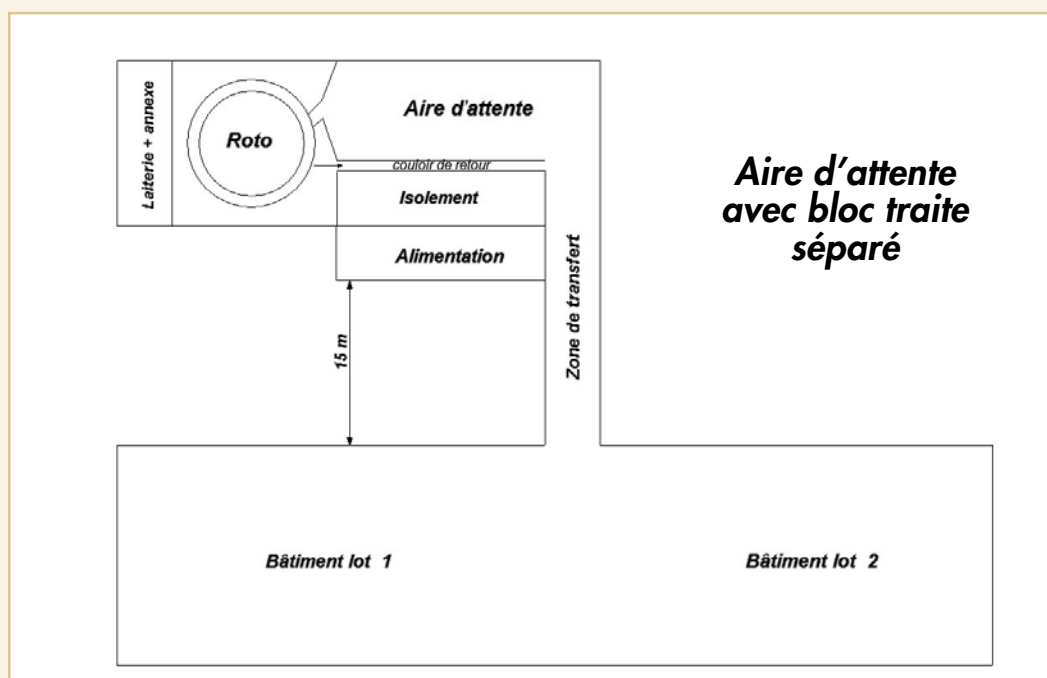 Laiterie + annexe
Roto
Aire d'attente
couloir de retour
Isolement
Alimentation
15 m
Zone de transfert
Aire d'attente
avec bloc traite
séparé
Bâtiment lot 1
Bâtiment lot 2